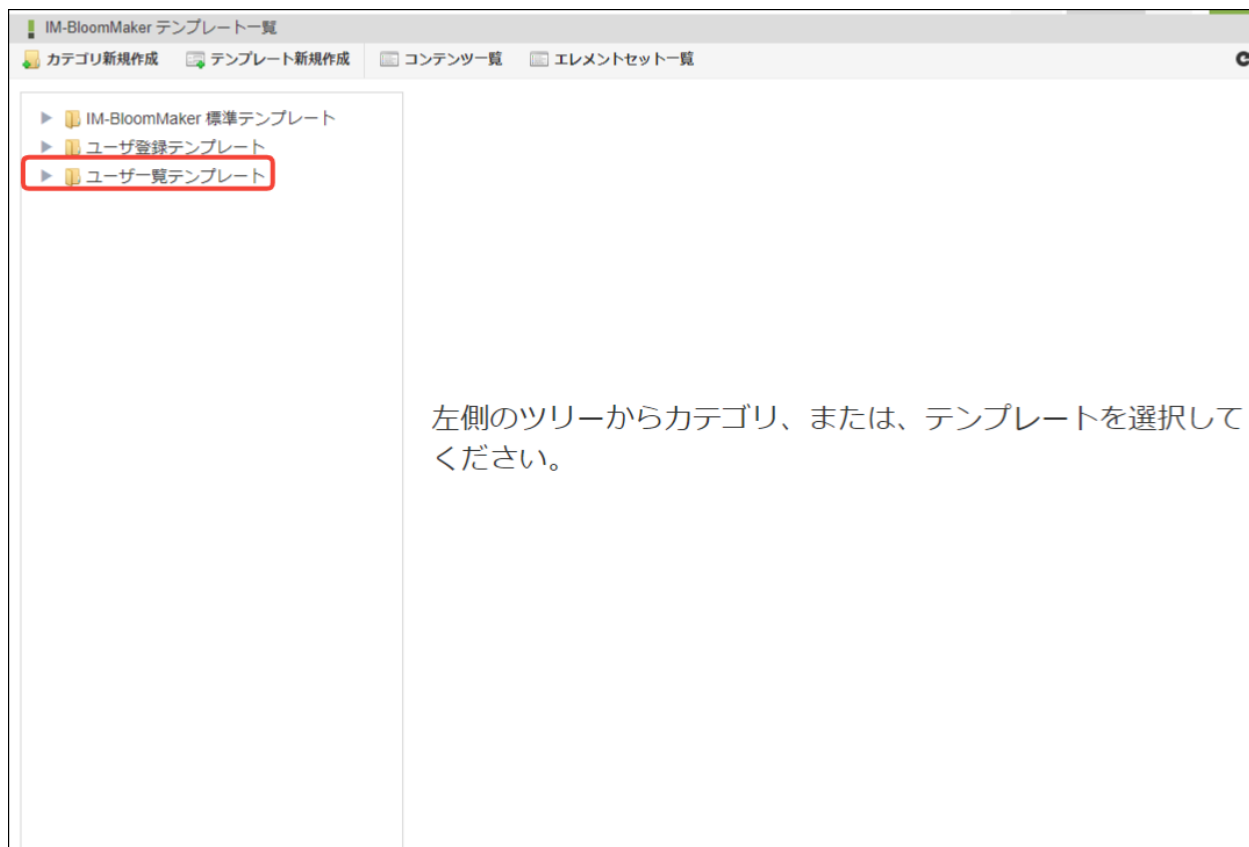 IM-BloomMaker テンプレート一覧
カテゴリ新規作成 テンプレート新規作成 コンテンツ一覧 エレメントセット一覧
IM-BloomMaker 標準テンプレート
ユーザ登録テンプレート
ユーザ一覧テンプレート
左側のツリーからカテゴリ、または、テンプレートを選択して
ください。